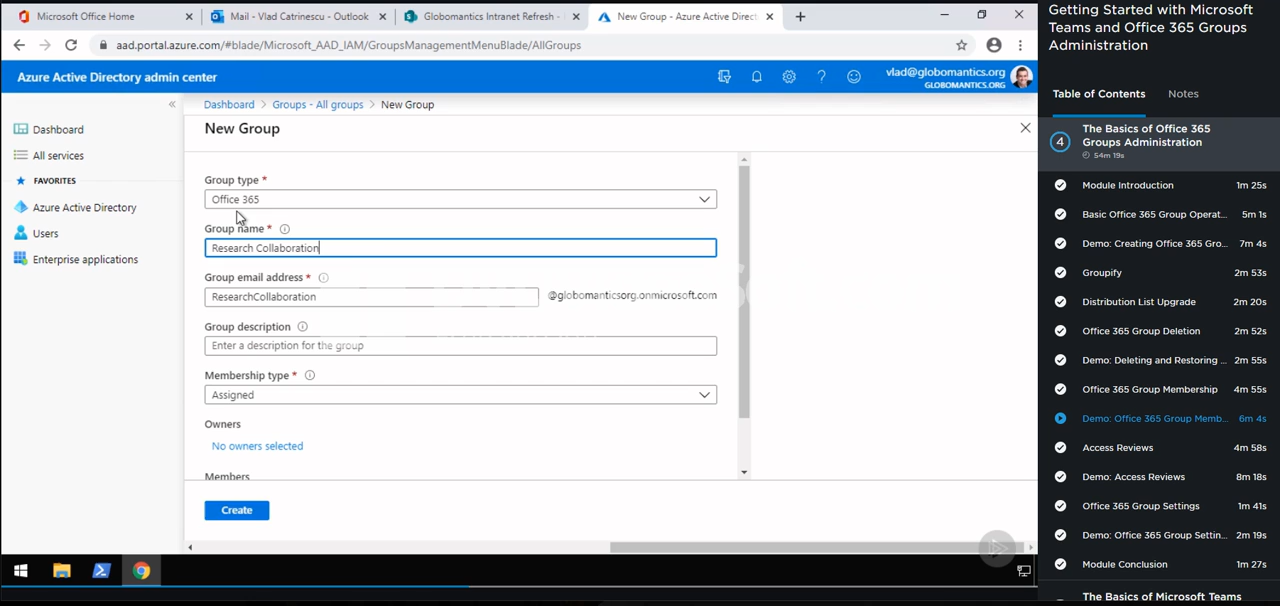 Microsoft Office Home
Mail - Vlad Catrinescu - Outlook
Globomantics Intranet Refresh -
New Group - Azure Active Direct
aad.portal.azure.com/#blade/Microsoft_AAD_IAM/GroupsManagementMenuBlade/AllGroups
Azure Active Directory admin center
vlad@globomantics.org
GLOBOMANTICS.ORG
Dashboard
All services
FAVORITES
Azure Active Directory
Users
Enterprise applications
Dashboard > Groups - All groups > New Group
New Group
Group type *
Office 365
Group name *
Research Collaboration
Group email address *
ResearchCollaboration
@globomanticsorg.onmicrosoft.com
Group description
Enter a description for the group
Membership type *
Assigned
Owners
No owners selected
Members
Create
Getting Started with Microsoft
Teams and Office 365 Groups
Administration
Table of Contents
Notes
4
The Basics of Office 365
Groups Administration
54m 19s
Module Introduction 1m 25s
Basic Office 365 Group Operat... 5m 1s
Demo: Creating Office 365 Gro... 7m 4s
Groupify 2m 53s
Distribution List Upgrade 2m 20s
Office 365 Group Deletion 2m 52s
Demo: Deleting and Restoring ... 2m 55s
Office 365 Group Membership 4m 55s
Demo: Office 365 Group Memb... 6m 4s
Access Reviews 4m 58s
Demo: Access Reviews 8m 18s
Office 365 Group Settings 1m 41s
Demo: Office 365 Group Settin... 2m 19s
Module Conclusion 1m 27s
The Basics of Microsoft Teams